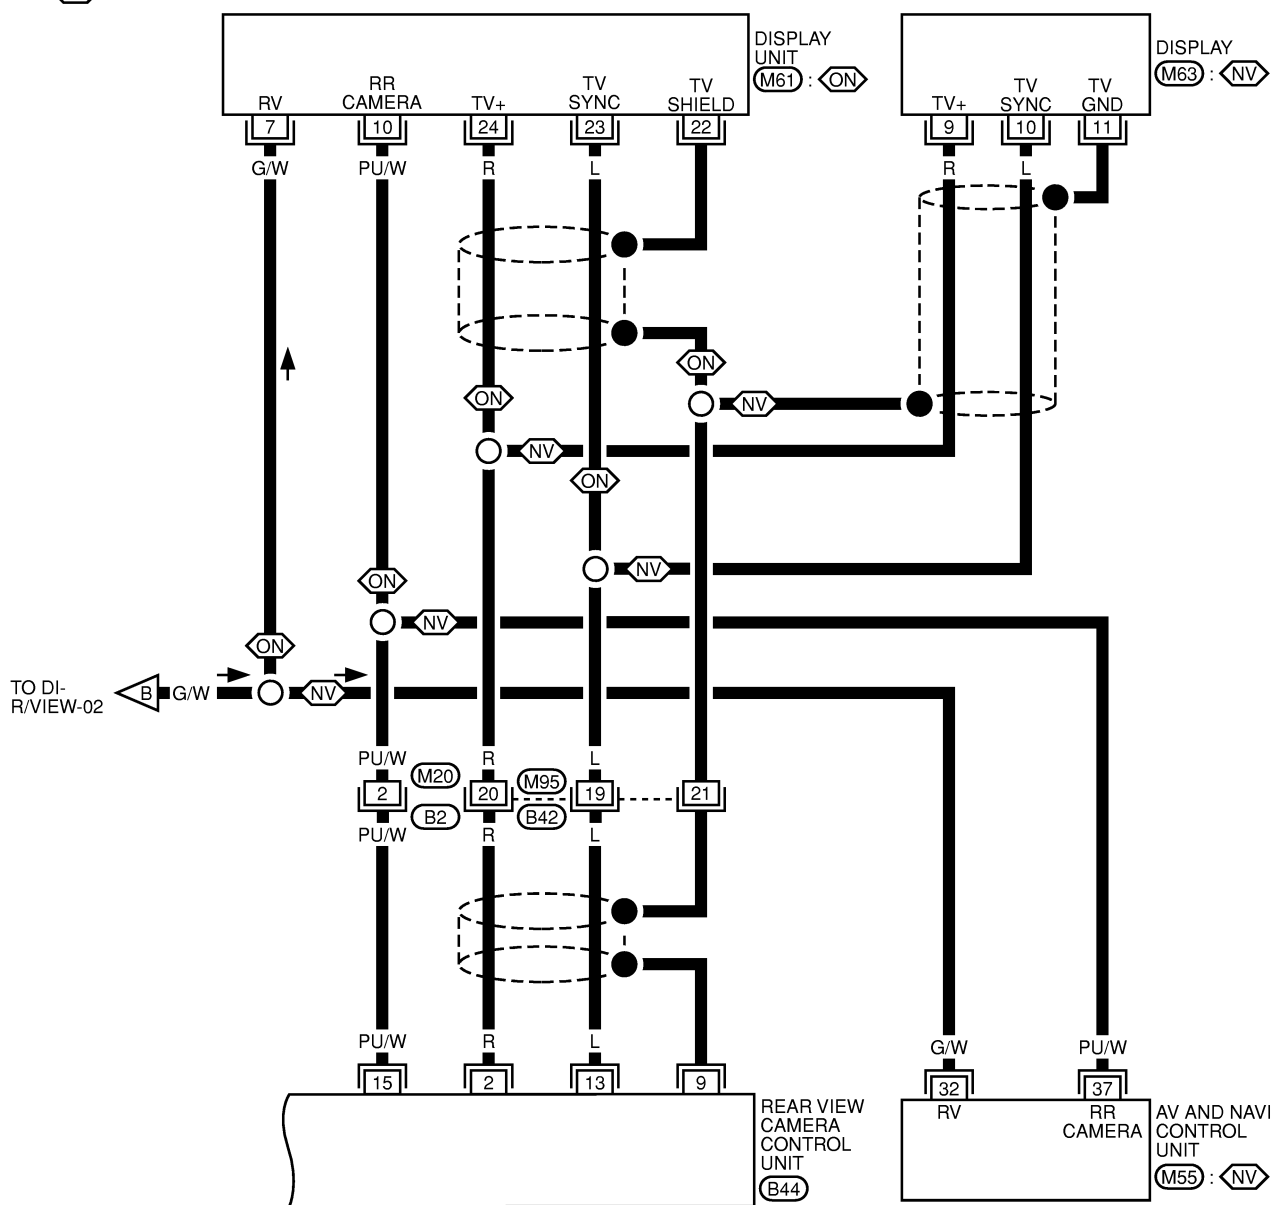 DISPLAY
UNIT
M61 : ON
DISPLAY
M63 : NV
RV
RR
CAMERA
TV+
TV
SYNC
TV
SHIELD
TV+
TV
SYNC
TV
GND
7
10
24
23
22
9
10
11
G/W
PU/W
R
L
R
L
ON
ON
NV
NV
ON
NV
ON
NV
ON
TO DI-
R/VIEW-02
B
G/W
NV
PU/W
R
L
M20
M95
2
20
19
21
B2
B42
PU/W
R
L
PU/W
R
L
G/W
PU/W
15
2
13
9
32
37
RV
RR
CAMERA
REAR VIEW
CAMERA
CONTROL
UNIT
B44
AV AND NAVI
CONTROL
UNIT
M55 : NV